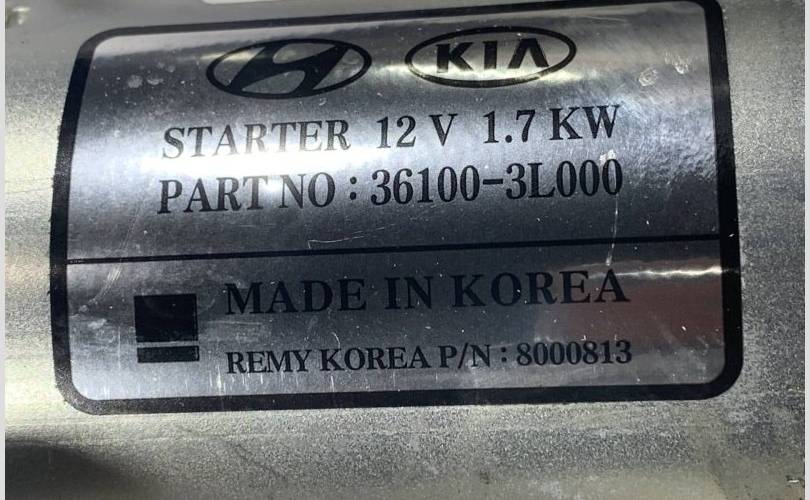 KIA
STARTER 12 V 1.7 KW
PART NO : 36100-3L000
MADE IN KOREA
REMY KOREA P/N : 8000813